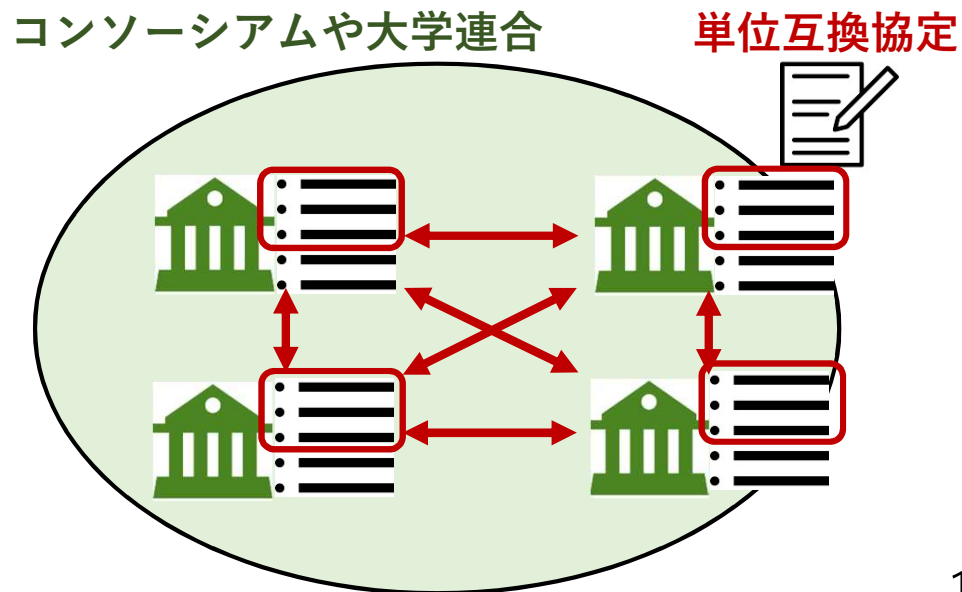 コンソーシアムや大学連合
単位互換協定
1